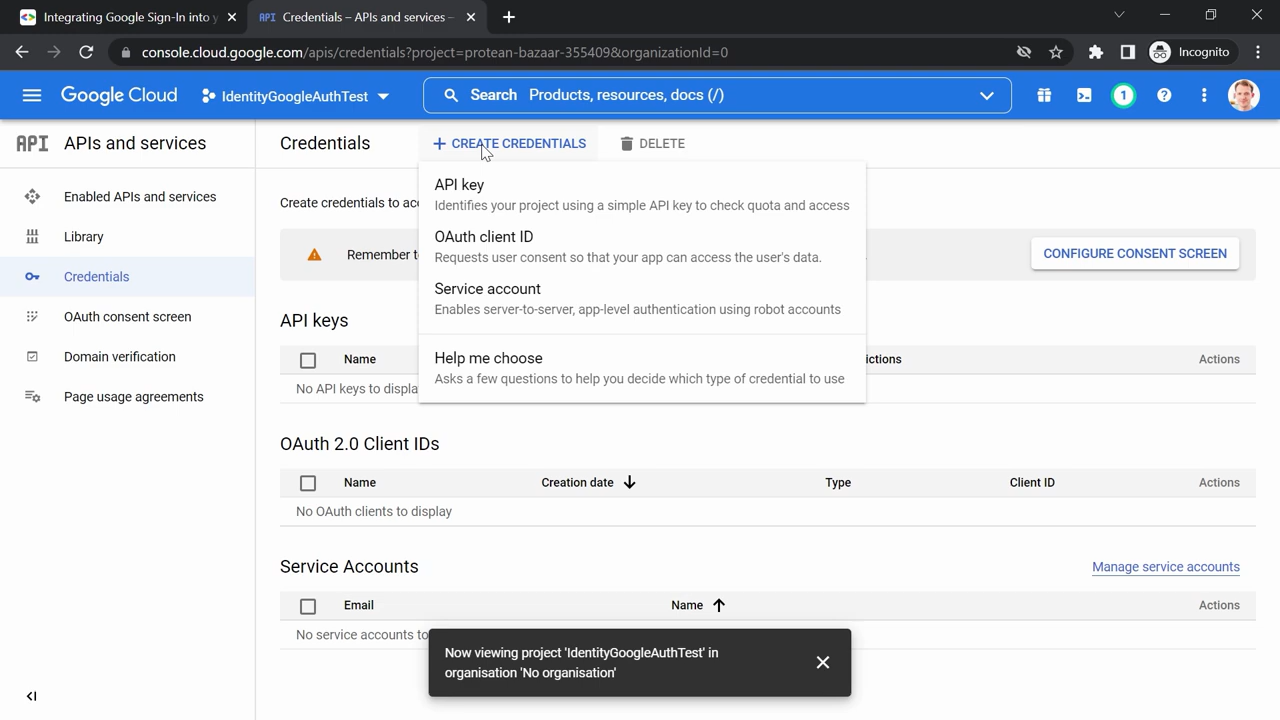 Integrating Google Sign-In into y
API Credentials – APIs and services –
console.cloud.google.com/apis/credentials?project=protean-bazaar-355409&organizationId=0
Incognito
Google Cloud
IdentityGoogleAuthTest
Search Products, resources, docs (/)
1
API APIs and services
Credentials
+ CREATE CREDENTIALS
DELETE
Enabled APIs and services
Library
Credentials
OAuth consent screen
Domain verification
Page usage agreements
Create credentials to acc
API key
Identifies your project using a simple API key to check quota and access
OAuth client ID
Requests user consent so that your app can access the user's data.
Service account
Enables server-to-server, app-level authentication using robot accounts
Help me choose
Asks a few questions to help you decide which type of credential to use
Remember t
CONFIGURE CONSENT SCREEN
API keys
Name
ictions
Actions
No API keys to displa
OAuth 2.0 Client IDs
Name
Creation date
Type
Client ID
Actions
No OAuth clients to display
Service Accounts
Manage service accounts
Email
Name
Actions
No service accounts to
Now viewing project 'IdentityGoogleAuthTest' in
organisation 'No organisation'